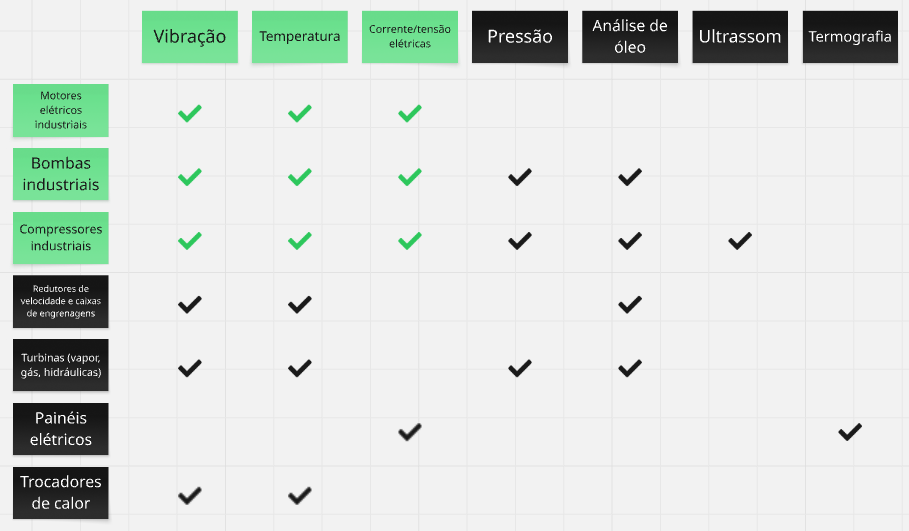 Vibração
Temperatura
Corrente/tensão
elétricas
Pressão
Análise de
óleo
Ultrassom
Termografia
Motores
elétricos
industriais
Bombas
industriais
Compressores
industriais
Redutores de
velocidade e caixas
de engrenagens
Turbinas (vapor,
gás, hidráulicas)
Painéis
elétricos
Trocadores
de calor